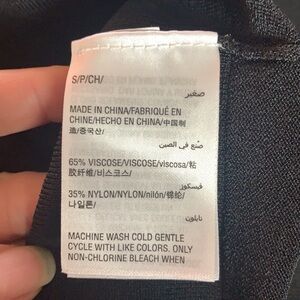 S/P/CH/
صغير
MADE IN CHINA/FABRIQUÉ EN
CHINE/HECHO EN CHINA/中国制
造/중국산/
صنع في الصين
65% VISCOSE/VISCOSE/viscosa/粘
胶纤维/비스코스/
فيسكوز
35% NYLON/NYLON/nilón/锦纶/
나일론/
نايلون
MACHINE WASH COLD GENTLE
CYCLE WITH LIKE COLORS. ONLY
NON-CHLORINE BLEACH WHEN